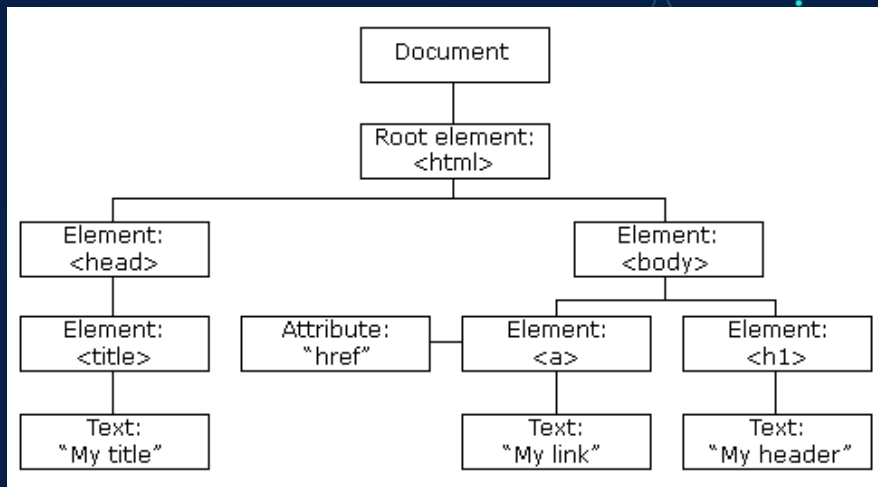 Document
Root element:
<html>
Element:
<head>
Element:
<body>
Element:
<title>
Attribute:
“href”
Element:
<a>
Element:
<h1>
Text:
“My title”
Text:
“My link”
Text:
“My header”